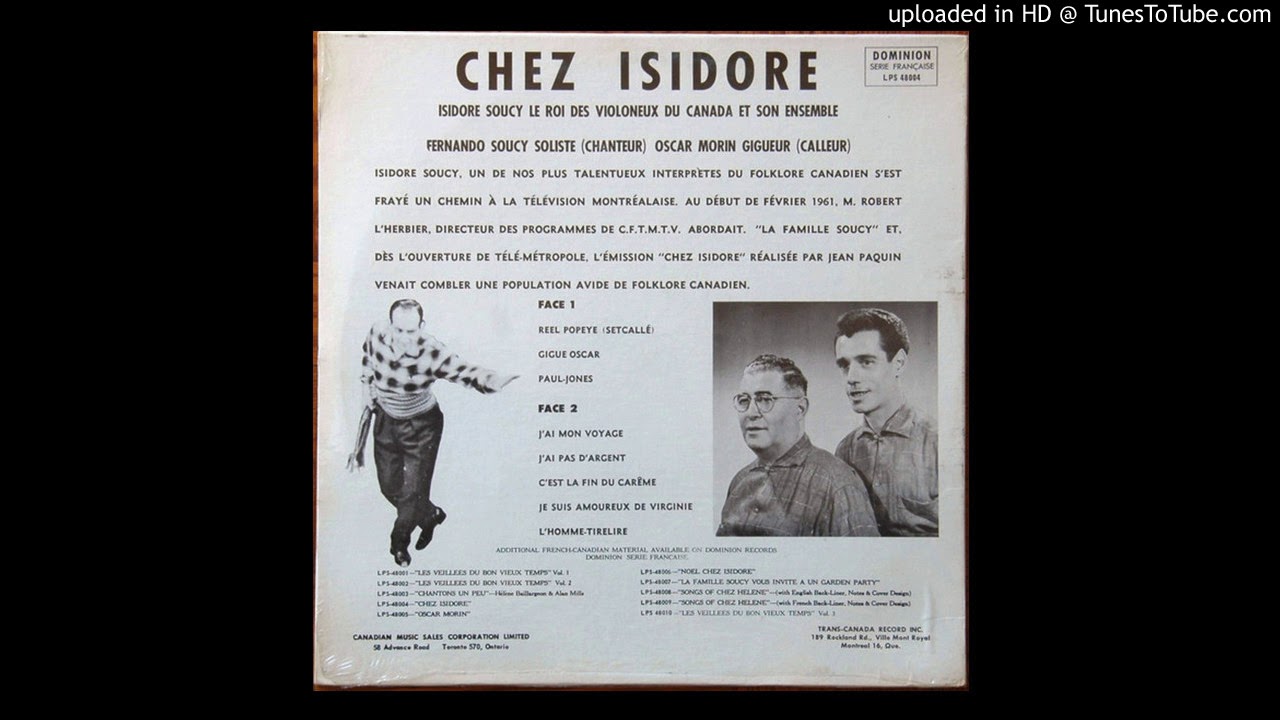 uploaded in HD @ TunesToTube.com
CHEZ ISIDORE
DOMINION
SERIE FRANÇAISE
LPS 48004
ISIDORE SOUCY LE ROI DES VIOLONEUX DU CANADA ET SON ENSEMBLE
FERNANDO SOUCY SOLISTE (CHANTEUR) OSCAR MORIN GIGUEUR (CALLEUR)
ISIDORE SOUCY, UN DE NOS PLUS TALENTUEUX INTERPRÈTES DU FOLKLORE CANADIEN S'EST
FRAYÉ UN CHEMIN À LA TÉLÉVISION MONTRÉALAISE. AU DÉBUT DE FÉVRIER 1961, M. ROBERT
L'HERBIER, DIRECTEUR DES PROGRAMMES DE C.F.T.M.T.V. ABORDAIT. "LA FAMILLE SOUCY" ET,
DÈS L'OUVERTURE DE TÉLÉ-MÉTROPOLE, L'ÉMISSION "CHEZ ISIDORE" RÉALISÉE PAR JEAN PAQUIN
VENAIT COMBLER UNE POPULATION AVIDE DE FOLKLORE CANADIEN.
FACE 1
REEL POPEYE (SETCALLÉ)
GIGUE OSCAR
PAUL-JONES
FACE 2
J'AI MON VOYAGE
J'AI PAS D'ARGENT
C'EST LA FIN DU CARÊME
JE SUIS AMOUREUX DE VIRGINIE
L'HOMME-TIRELIRE
ADDITIONAL FRENCH-CANADIAN MATERIAL AVAILABLE ON DOMINION RECORDS
DOMINION SERIE FRANCAISE
LPS-48001—"LES VEILLEES DU BON VIEUX TEMPS" Vol. 1
LPS-48002—"LES VEILLEES DU BON VIEUX TEMPS" Vol. 2
LPS-48003—"CHANTONS UN PEU"—Hélène Baillargeon & Alan Mills
LPS-48004—"CHEZ ISIDORE"
LPS-48005—"OSCAR MORIN"
LPS-48006—"NOEL CHEZ ISIDORE"
LPS-48007—"LA FAMILLE SOUCY VOUS INVITE A UN GARDEN PARTY"
LPS-48008—"SONGS OF CHEZ HELENE"—(with English Back-Liner, Notes & Cover Design)
LPS-48009—"SONGS OF CHEZ HELENE"—(with French Back-Liner, Notes & Cover Design)
LPS 48010—"LES VEILLEES DU BON VIEUX TEMPS" Vol. 3
CANADIAN MUSIC SALES CORPORATION LIMITED
58 Advance Road Toronto 570, Ontario
TRANS-CANADA RECORD INC.
189 Rockland Rd., Ville Mont Royal
Montreal 16, Que.